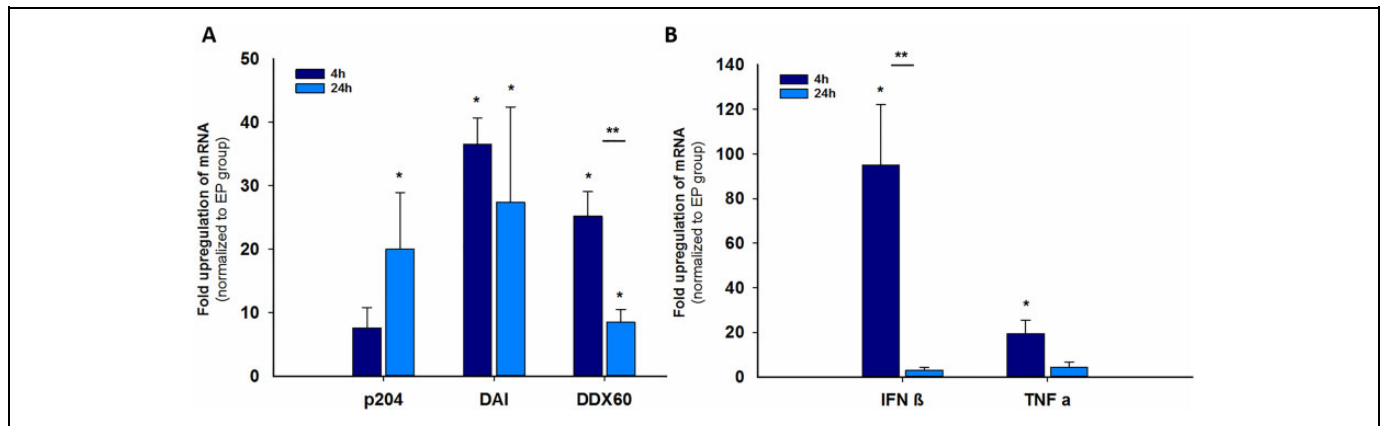 A
Fold upregulation of mRNA
(normalized to EP group)
50
40
30
20
10
0
4h
24h
*
*
*
*
**
*
p204
DAI
DDX60
B
Fold upregulation of mRNA
(normalized to EP group)
140
120
100
80
60
40
20
0
4h
24h
**
*
*
IFN ß
TNF a